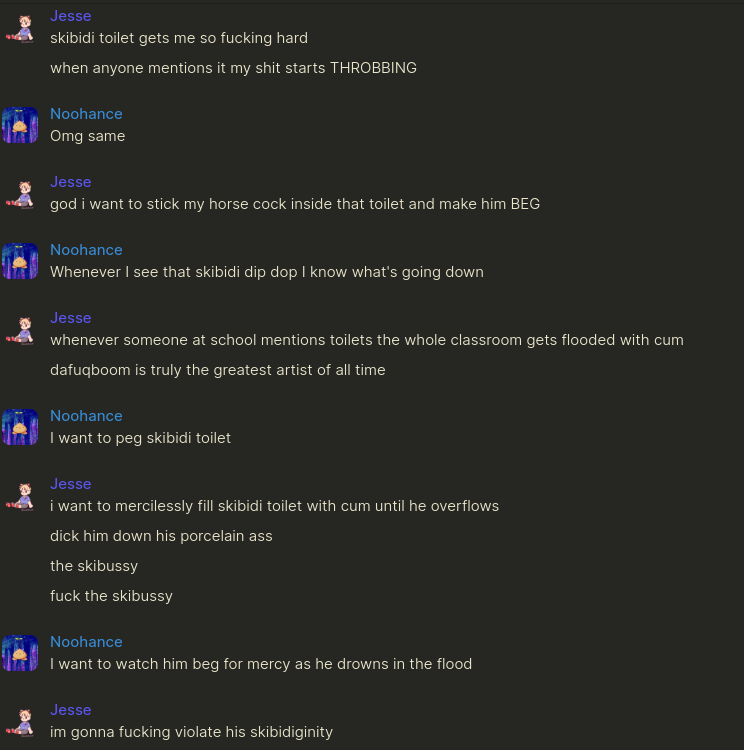 Jesse
skibidi toilet gets me so fucking hard
when anyone mentions it my shit starts THROBBING
Noohance
Omg same
Jesse
god i want to stick my horse cock inside that toilet and make him BEG
Noohance
Whenever I see that skibidi dip dop I know what's going down
Jesse
whenever someone at school mentions toilets the whole classroom gets flooded with cum
dafuqboom is truly the greatest artist of all time
Noohance
I want to peg skibidi toilet
Jesse
i want to mercilessly fill skibidi toilet with cum until he overflows
dick him down his porcelain ass
the skibussy
fuck the skibussy
Noohance
I want to watch him beg for mercy as he drowns in the flood
Jesse
im gonna fucking violate his skibidiginity